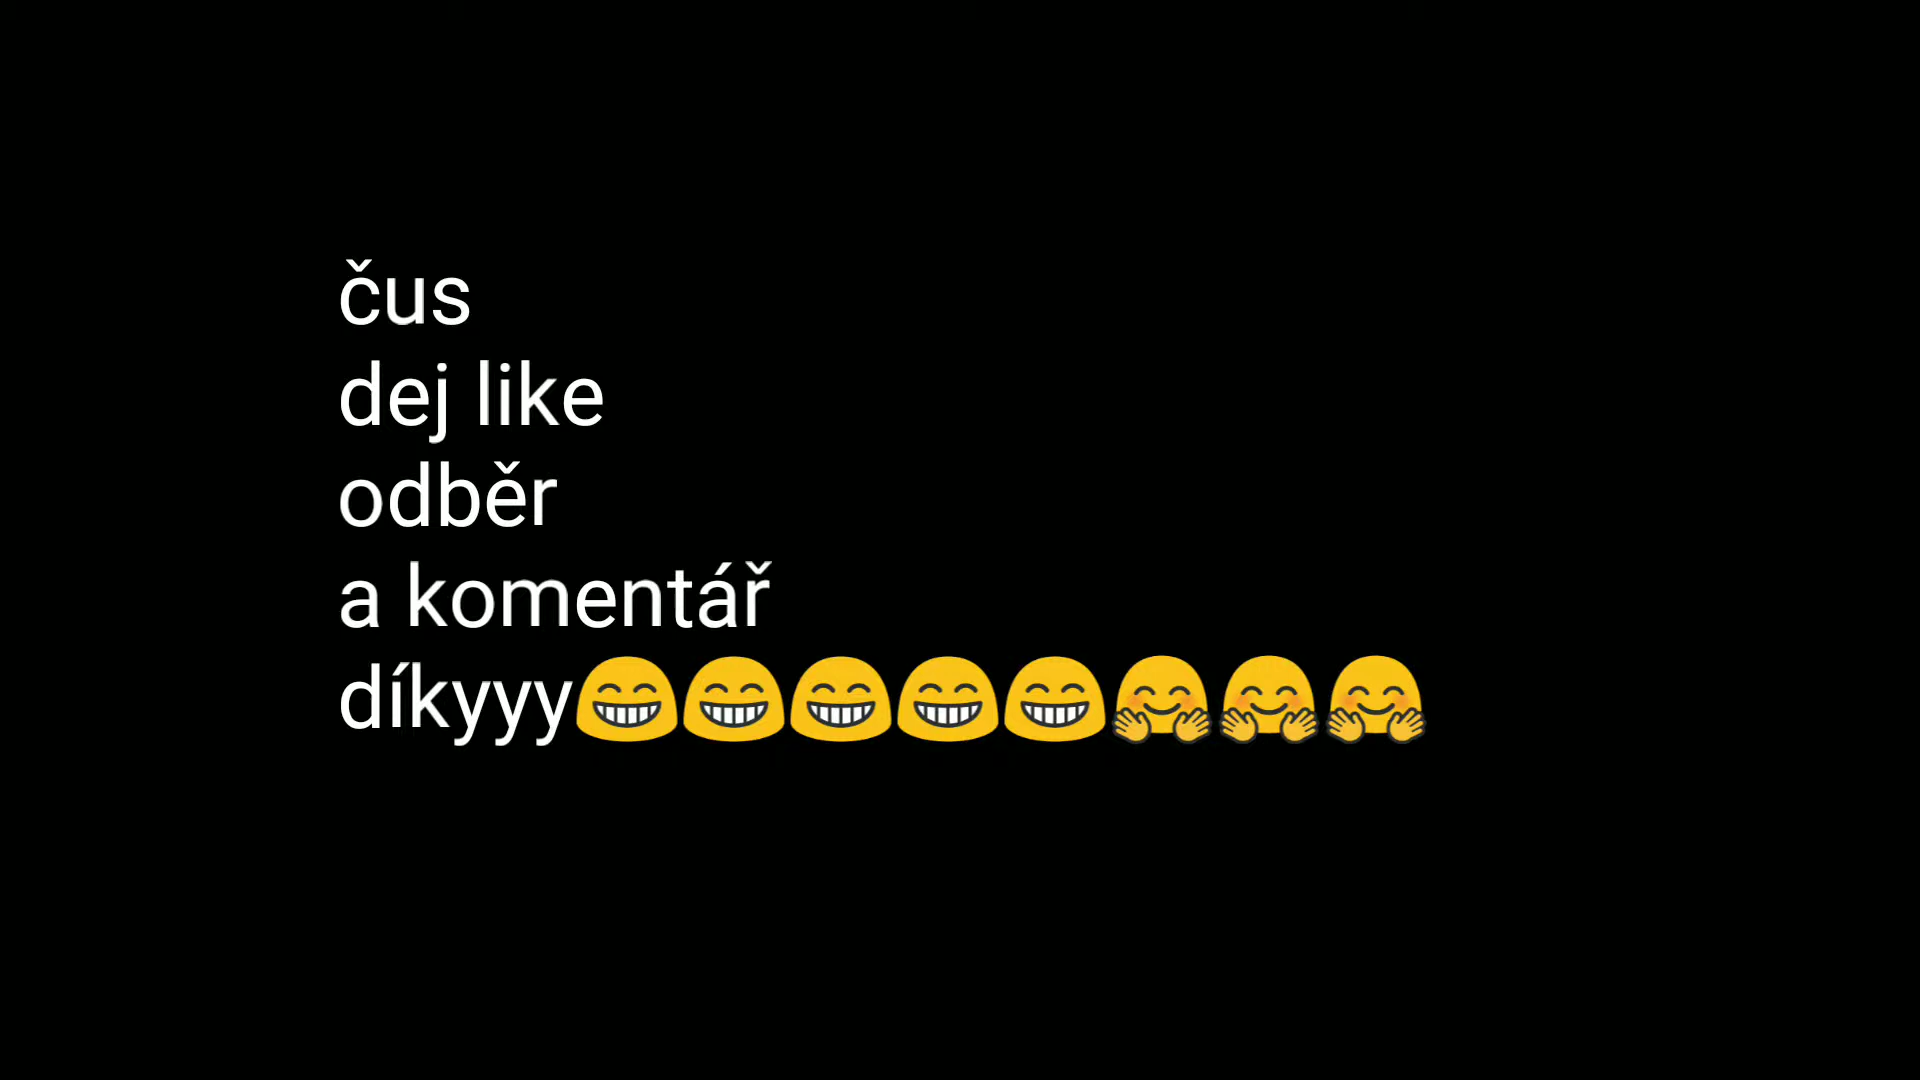 čus
dej like
odběr
a komentář
díkyyy😁😁😁😁😁🤗🤗🤗